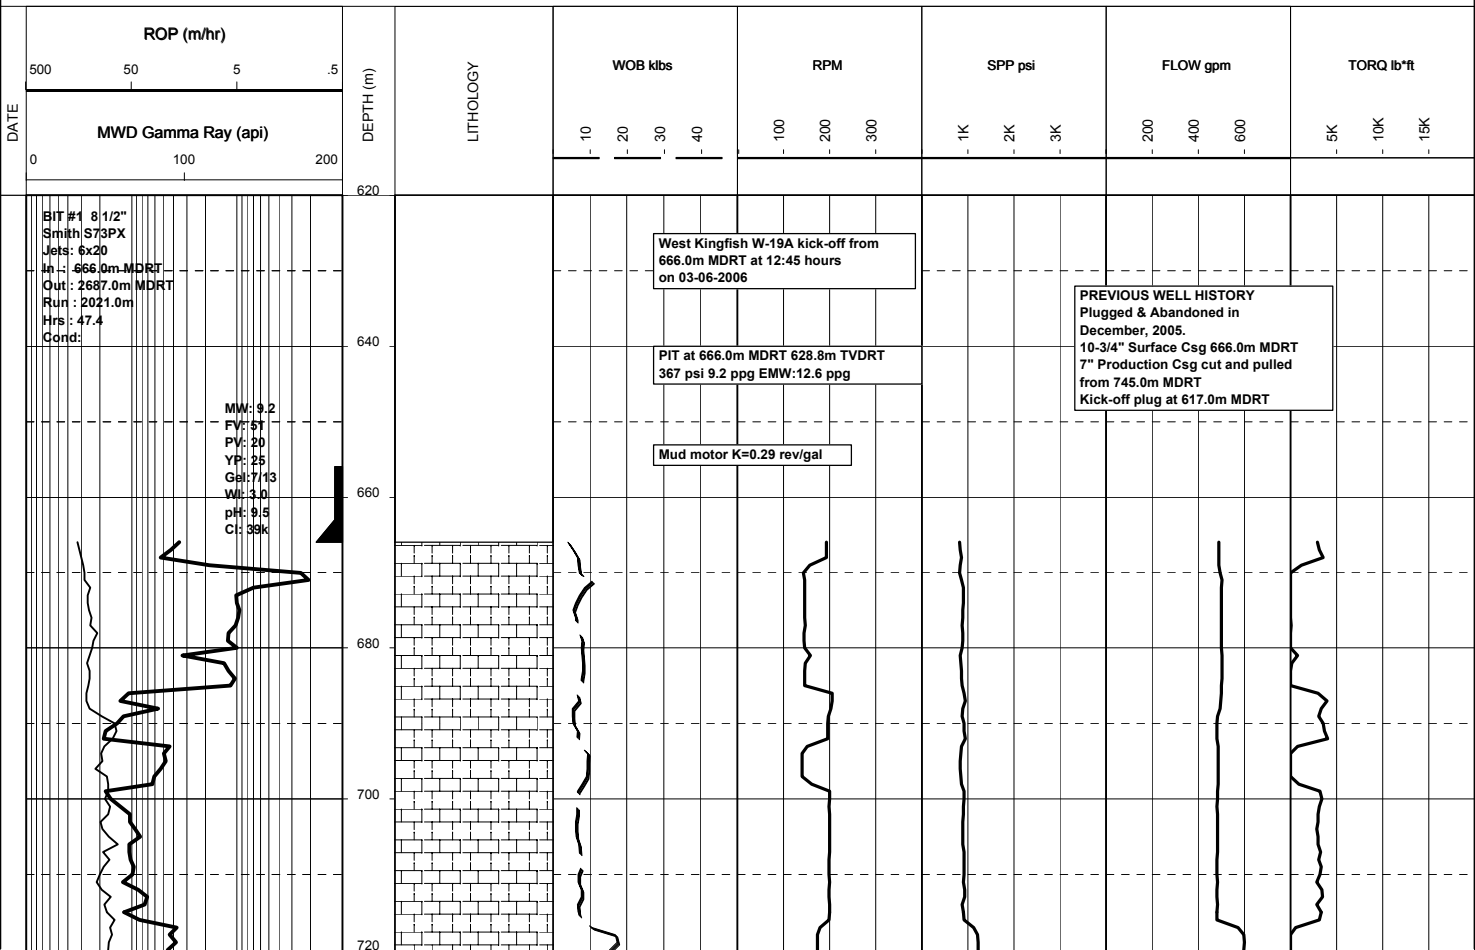 ROP (m/hr)
500 50 5 .5
MWD Gamma Ray (api)
0 100 200
DATE
DEPTH (m)
LITHOLOGY
WOB klbs
10 20 30 40
RPM
100 200 300
SPP psi
1K 2K 3K
FLOW gpm
200 400 600
TORQ lb*ft
5K 10K 15K
620
BIT #1 8 1/2"
Smith S73PX
Jets: 6x20
In : 666.0m MDRT
Out : 2687.0m MDRT
Run : 2021.0m
Hrs : 47.4
Cond:
West Kingfish W-19A kick-off from
666.0m MDRT at 12:45 hours
on 03-06-2006
PREVIOUS WELL HISTORY
Plugged & Abandoned in
December, 2005.
10-3/4" Surface Csg 666.0m MDRT
7" Production Csg cut and pulled
from 745.0m MDRT
Kick-off plug at 617.0m MDRT
640
PIT at 666.0m MDRT 628.8m TVDRT
367 psi 9.2 ppg EMW:12.6 ppg
MW: 9.2
FV: 51
PV: 20
YP: 25
Gel:7/13
Wl: 3.0
pH: 9.5
Cl: 39k
Mud motor K=0.29 rev/gal
660
680
700
720